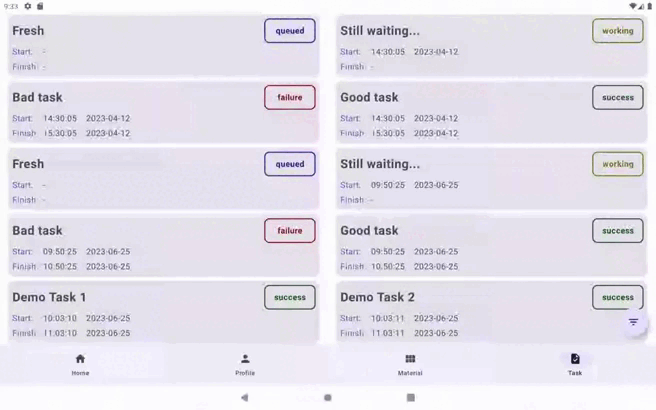 9:33
Fresh
queued
Start: -
Finish: -
Still waiting...
working
Start: 14:30:05 2023-04-12
Finish: -
Bad task
failure
Start: 14:30:05 2023-04-12
Finish: 15:30:05 2023-04-12
Good task
success
Start: 14:30:05 2023-04-12
Finish: 15:30:05 2023-04-12
Fresh
queued
Start: -
Finish: -
Still waiting...
working
Start: 09:50:25 2023-06-25
Finish: -
Bad task
failure
Start: 09:50:25 2023-06-25
Finish: 10:50:25 2023-06-25
Good task
success
Start: 09:50:25 2023-06-25
Finish: 10:50:25 2023-06-25
Demo Task 1
success
Start: 10:03:10 2023-06-25
Finish: 11:03:10 2023-06-25
Demo Task 2
success
Start: 10:03:11 2023-06-25
Finish: 11:03:11 2023-06-25
Home
Profile
Material
Task